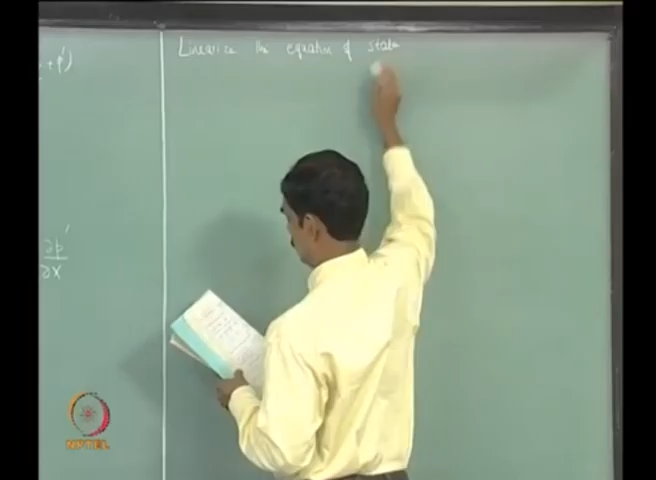 + p')
Linearize the equation of state
∂p'
∂x
NPTEL